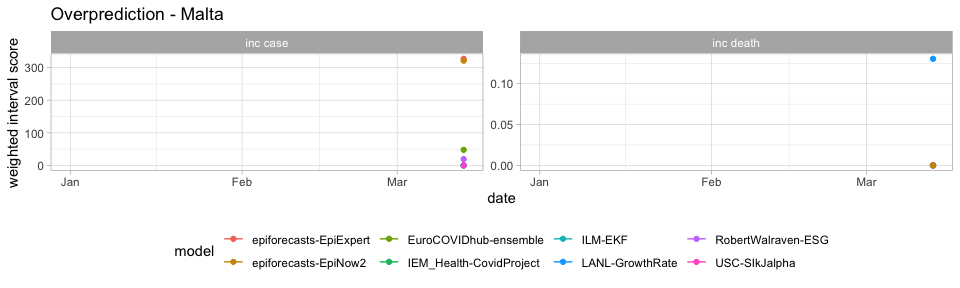 Overprediction - Malta
inc case
inc death
weighted interval score
300
200
100
0
0.10
0.05
0.00
Jan
Feb
Mar
Jan
Feb
Mar
date
model
epiforecasts-EpiExpert
EuroCOVIDhub-ensemble
ILM-EKF
RobertWalraven-ESG
epiforecasts-EpiNow2
IEM_Health-CovidProject
LANL-GrowthRate
USC-SIkJalpha